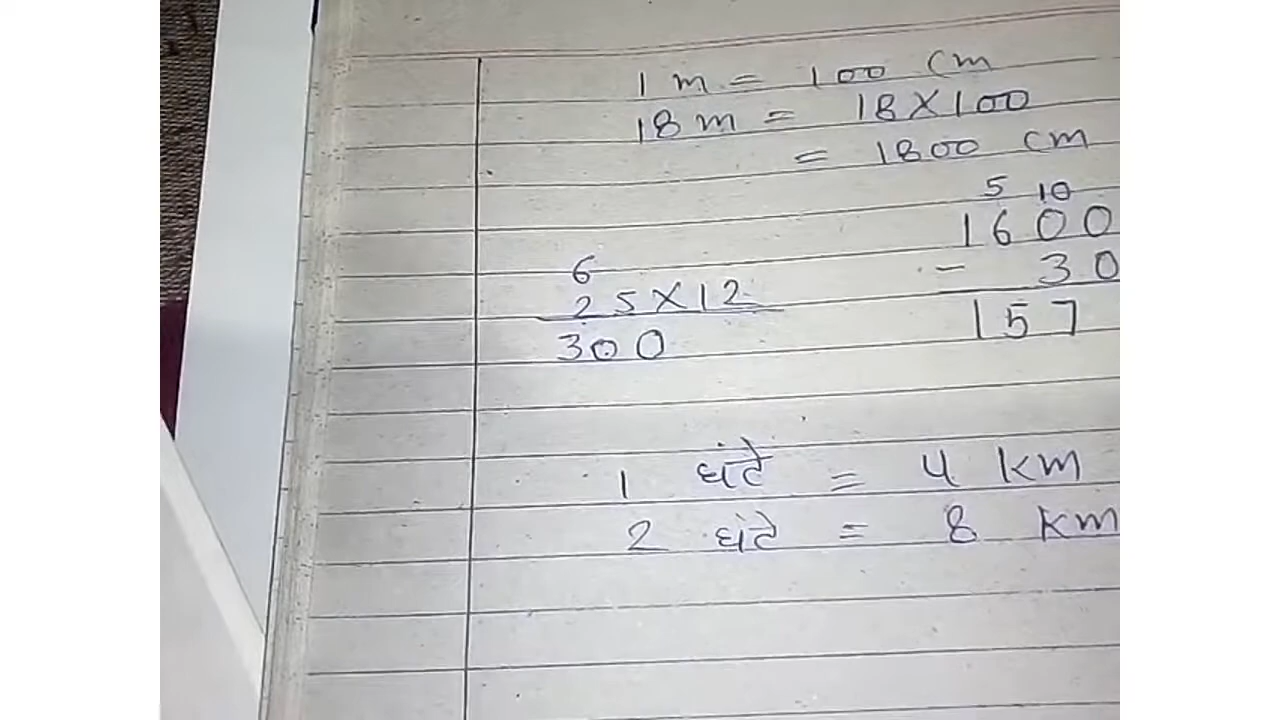 1 m = 100 cm
18 m = 18 X 100
= 1800 cm
5 10
1600
- 30
157
6
25 X 12
300
1 घंटे = 4 km
2 घंटे = 8 km